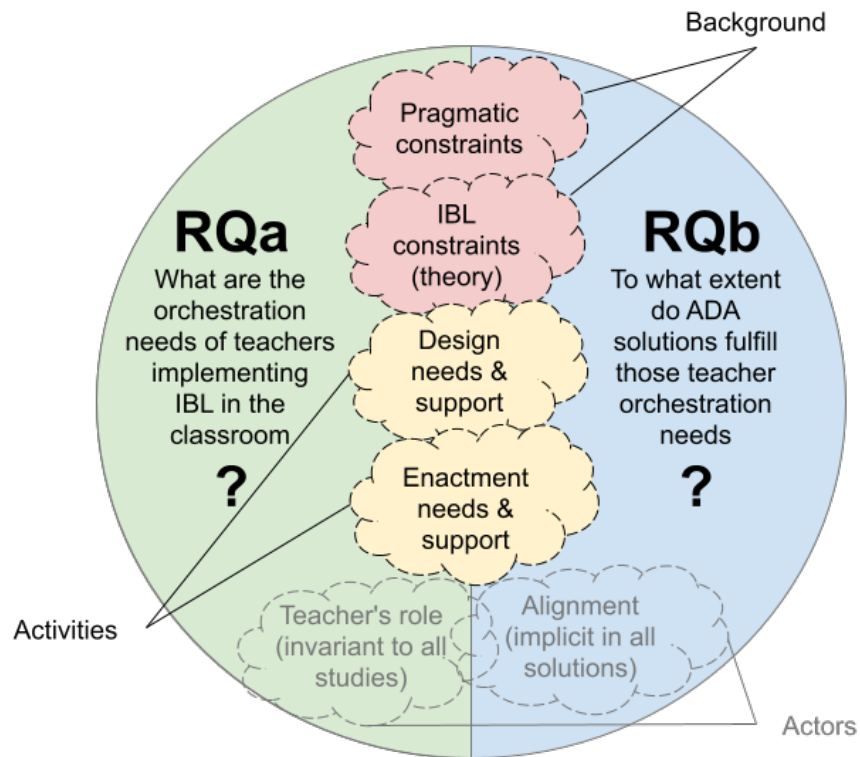 Background
Pragmatic
constraints
IBL
constraints
(theory)
RQa
What are the
orchestration
needs of teachers
implementing
IBL in the
classroom
?
RQb
To what extent
do ADA
solutions fulfill
those teacher
orchestration
needs
?
Design
needs &
support
Enactment
needs &
support
Activities
Teacher's role
(invariant to all
studies)
Alignment
(implicit in all
solutions)
Actors